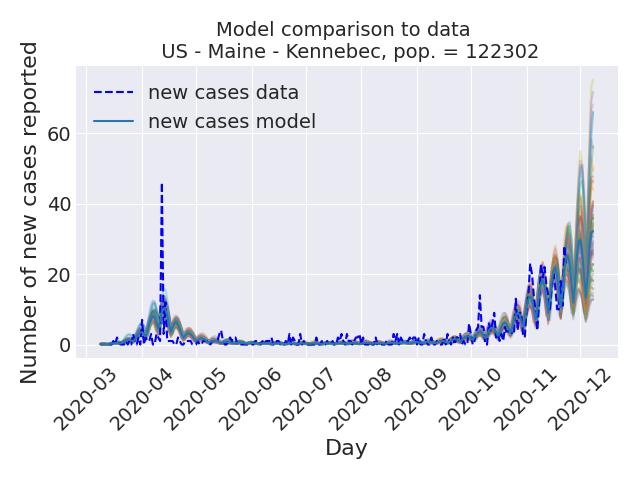 Model comparison to data
US - Maine - Kennebec, pop. = 122302
Number of new cases reported
60
40
20
0
new cases data
new cases model
2020-03
2020-04
2020-05
2020-06
2020-07
2020-08
2020-09
2020-10
2020-11
2020-12
Day